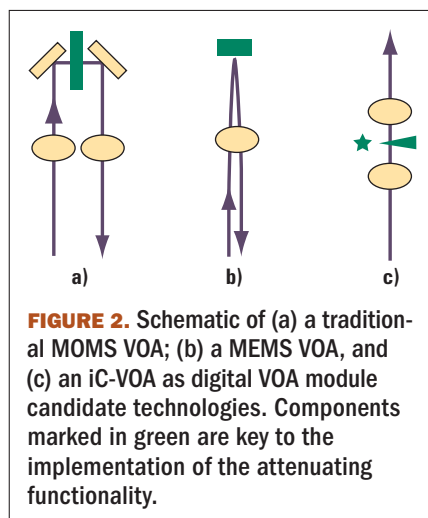 a)
b)
c)
FIGURE 2. Schematic of (a) a tradition-
al MOMS VOA; (b) a MEMS VOA, and
(c) an iC-VOA as digital VOA module
candidate technologies. Components
marked in green are key to the
implementation of the attenuating
functionality.